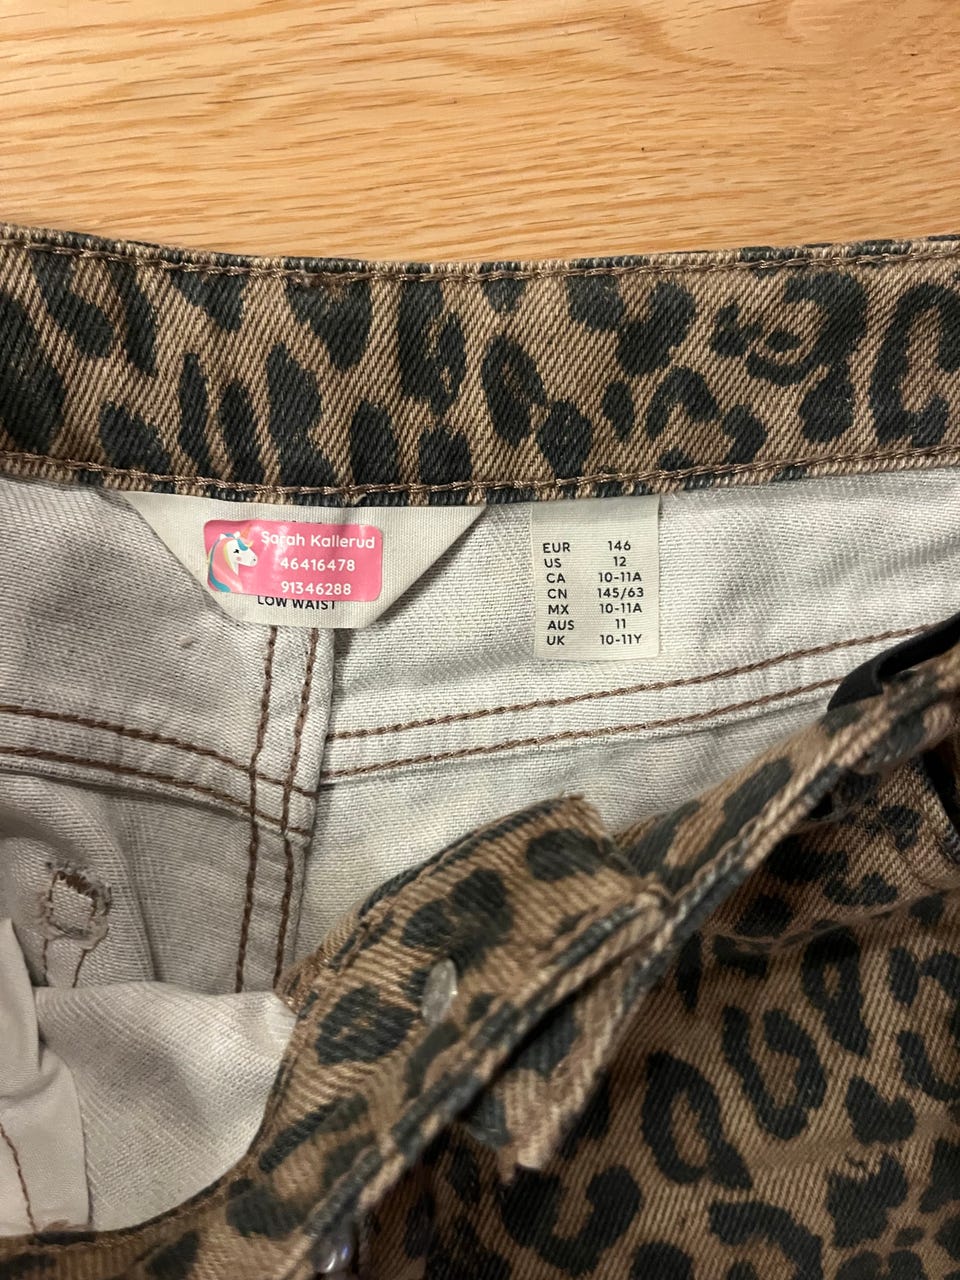 Sarah Kallerud
46416478
91346288
LOW WAIST
EUR 146
US 12
CA 10-11A
CN 145/63
MX 10-11A
AUS 11
UK 10-11Y